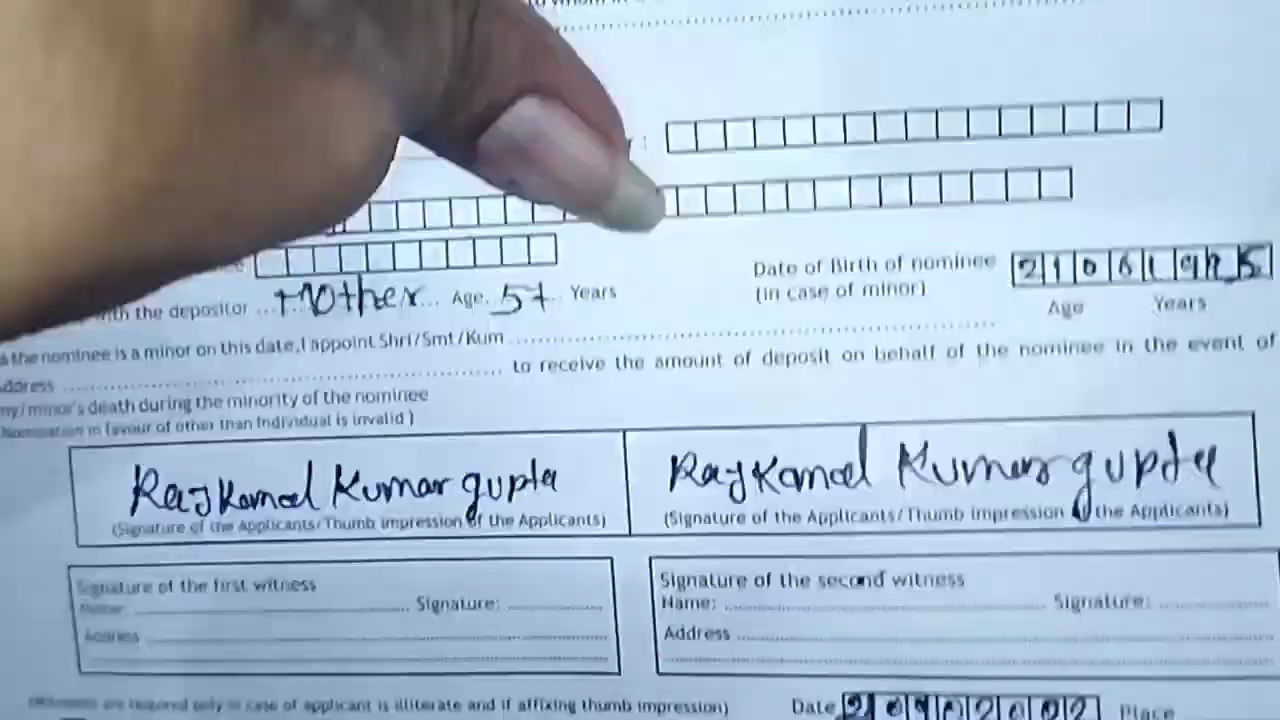 with the depositor ... Mother ... Age. 57 ... Years
Date of Birth of nominee
(in case of minor)
Age Years
the nominee is a minor on this date, I appoint Shri/Smt/Kum
Address ... to receive the amount of deposit on behalf of the nominee in the event of
my/minor's death during the minority of the nominee
(Nomination in favour of other than individual is invalid)
Rajkamal Kumar gupta Rajkamal Kumar gupta
(Signature of the Applicants/Thumb impression of the Applicants) (Signature of the Applicants/Thumb impression of the Applicants)
Signature of the first witness Signature of the second witness
Name: Signature: Name: Signature:
Address Address
are required only in case of applicant is illiterate and if affixing thumb impression) Date Place